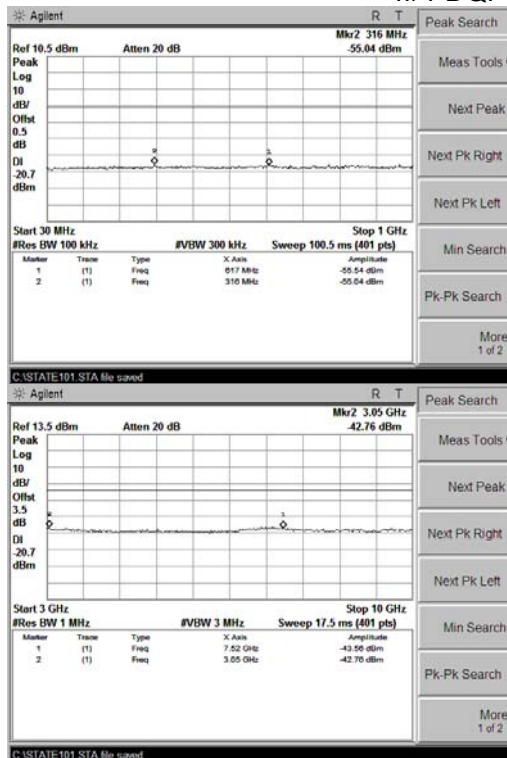 Agilent
R T
Peak Search
Mkr2 316 MHz
Ref 10.5 dBm
Atten 20 dB
-55.04 dBm
Peak
Log
10
dB/
Offst
0.5
dB
DI
-20.7
dBm
Meas Tools
Next Peak
Next Pk Right
Next Pk Left
Min Search
Pk-Pk Search
More
1 of 2
Start 30 MHz
Stop 1 GHz
#Res BW 100 kHz
#VBW 300 kHz
Sweep 100.5 ms (401 pts)
Marker Trace Type X Axis Amplitude
1 (1) Freq 617 MHz -55.54 dBm
2 (1) Freq 316 MHz -55.04 dBm
C:\STATE101.STA file saved
Agilent
R T
Peak Search
Mkr2 3.05 GHz
Ref 13.5 dBm
Atten 20 dB
-42.76 dBm
Peak
Log
10
dB/
Offst
3.5
dB
DI
-20.7
dBm
Meas Tools
Next Peak
Next Pk Right
Next Pk Left
Min Search
Pk-Pk Search
More
1 of 2
Start 3 GHz
Stop 10 GHz
#Res BW 1 MHz
#VBW 3 MHz
Sweep 17.5 ms (401 pts)
Marker Trace Type X Axis Amplitude
1 (1) Freq 7.52 GHz -43.56 dBm
2 (1) Freq 3.05 GHz -42.76 dBm
C:\STATE101.STA file saved